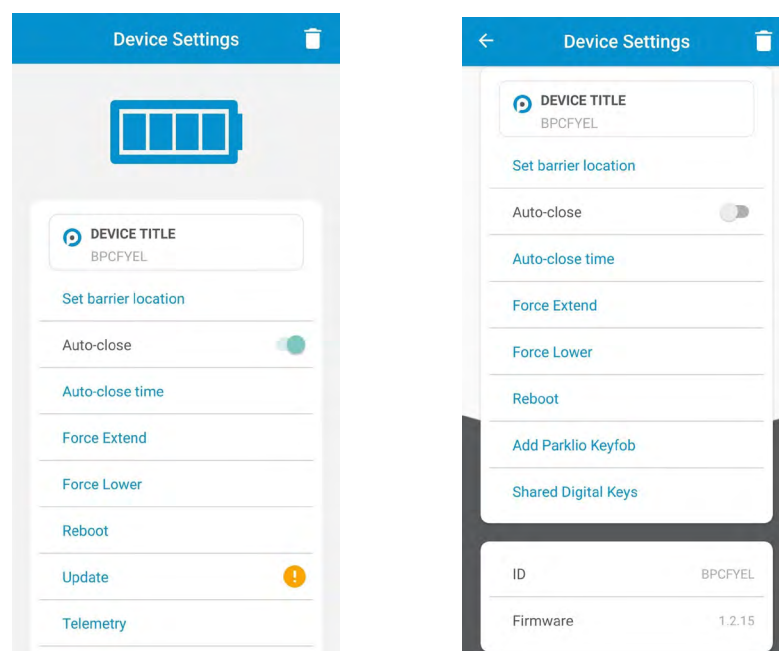 Device Settings
DEVICE TITLE
BPCFYEL
Set barrier location
Auto-close
Auto-close time
Force Extend
Force Lower
Reboot
Update
!
Telemetry
Device Settings
DEVICE TITLE
BPCFYEL
Set barrier location
Auto-close
Auto-close time
Force Extend
Force Lower
Reboot
Add Parklio Keyfob
Shared Digital Keys
ID BPCFYEL
Firmware 1.2.15